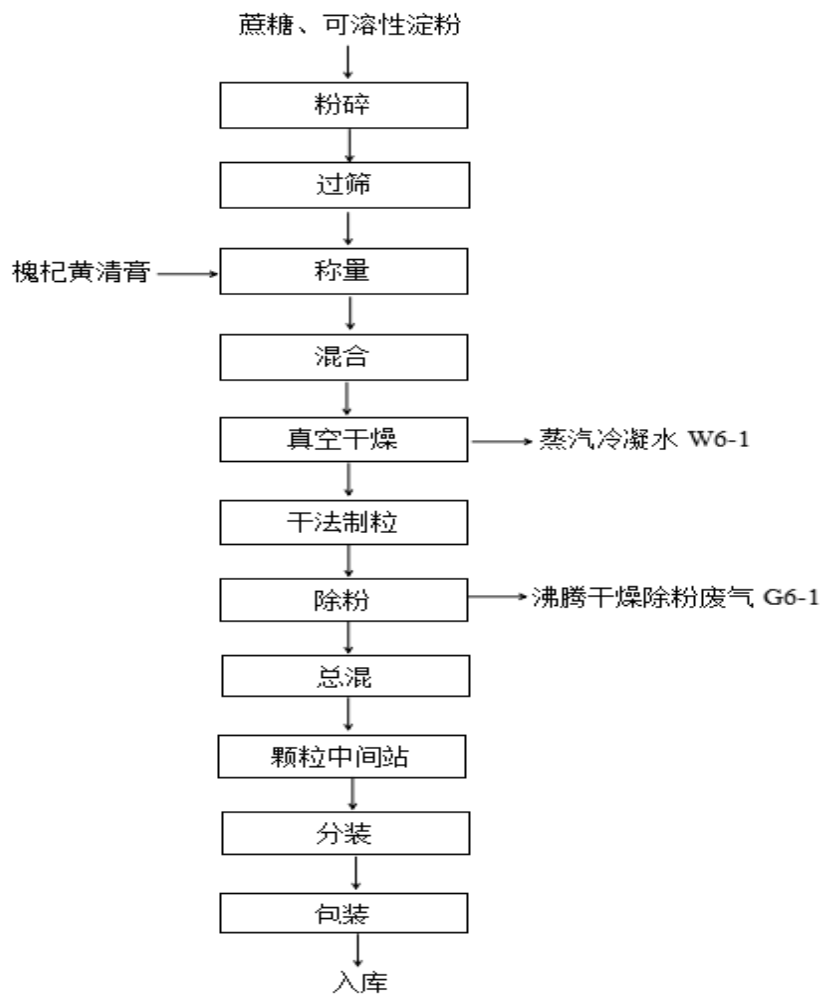 蔗糖、可溶性淀粉
粉碎
过筛
槐杞黄清膏
称量
混合
真空干燥
蒸汽冷凝水 W6-1
干法制粒
除粉
沸腾干燥除粉废气 G6-1
总混
颗粒中间站
分装
包装
入库